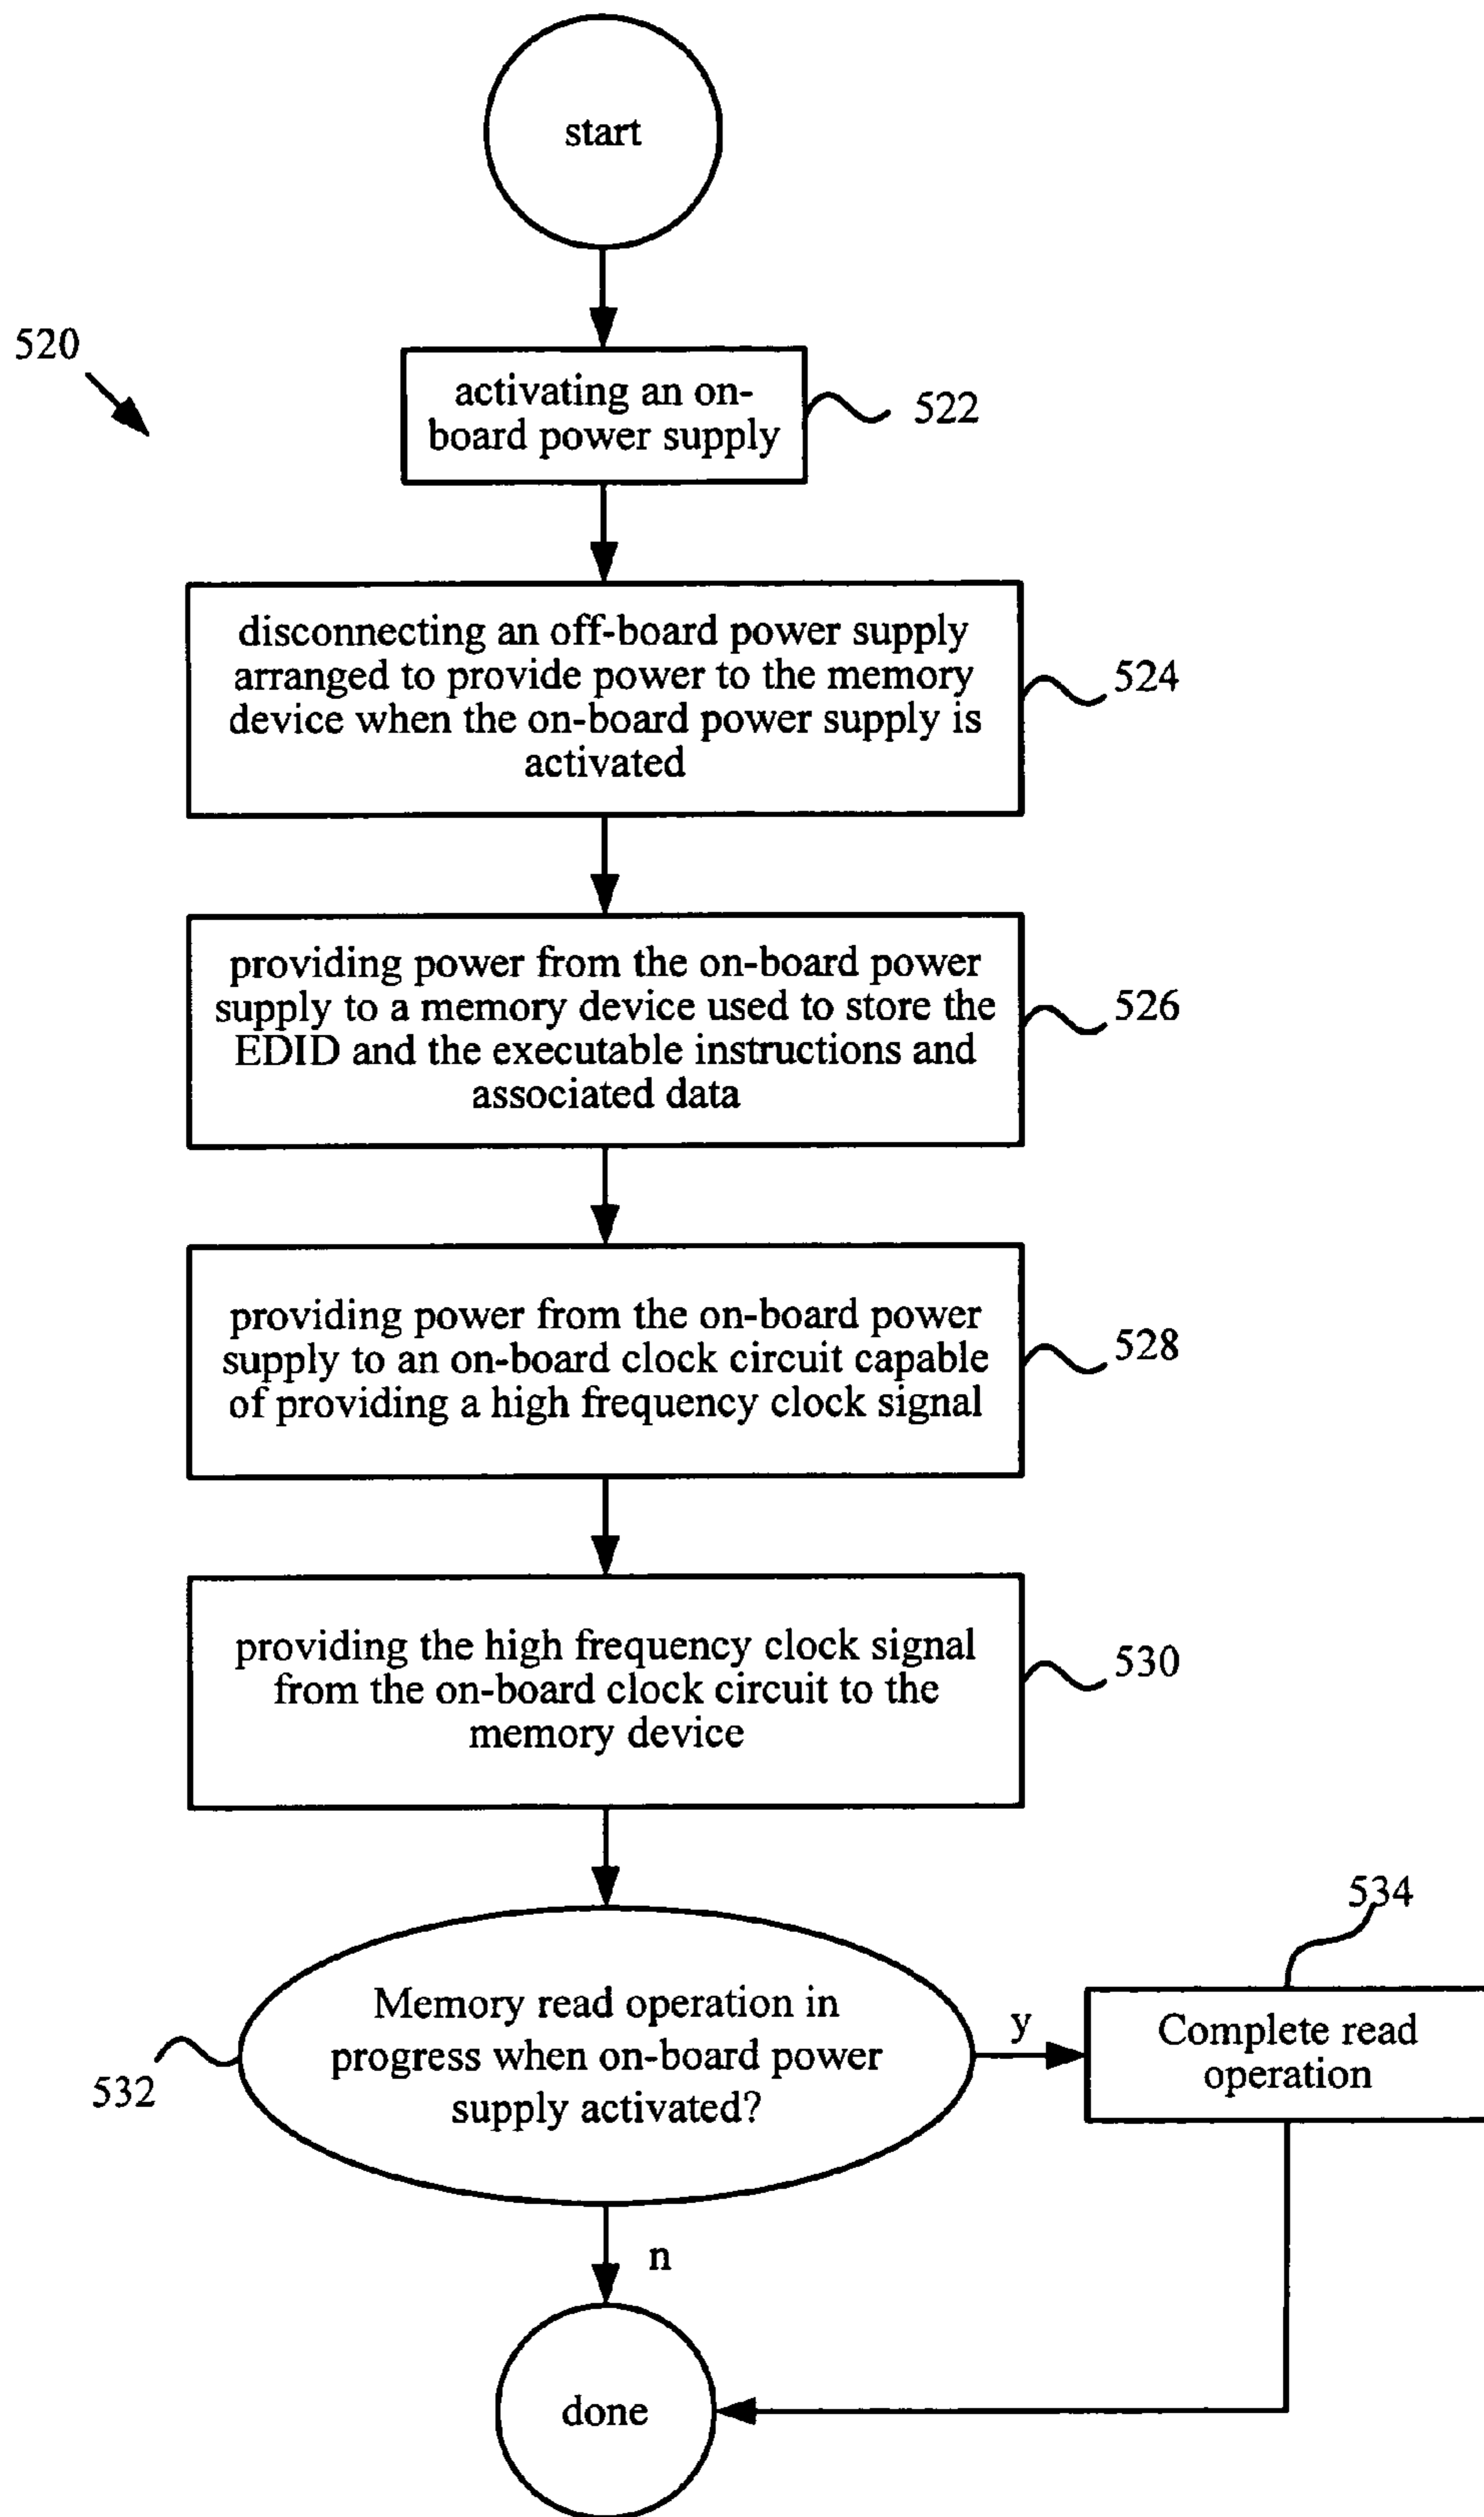 start
520
activating an on-
board power supply
522
disconnecting an off-board power supply
arranged to provide power to the memory
device when the on-board power supply is
activated
524
providing power from the on-board power
supply to a memory device used to store the
EDID and the executable instructions and
associated data
526
providing power from the on-board power
supply to an on-board clock circuit capable
of providing a high frequency clock signal
528
providing the high frequency clock signal
from the on-board clock circuit to the
memory device
530
Memory read operation in
progress when on-board power
supply activated?
532
y
534
Complete read
operation
n
done